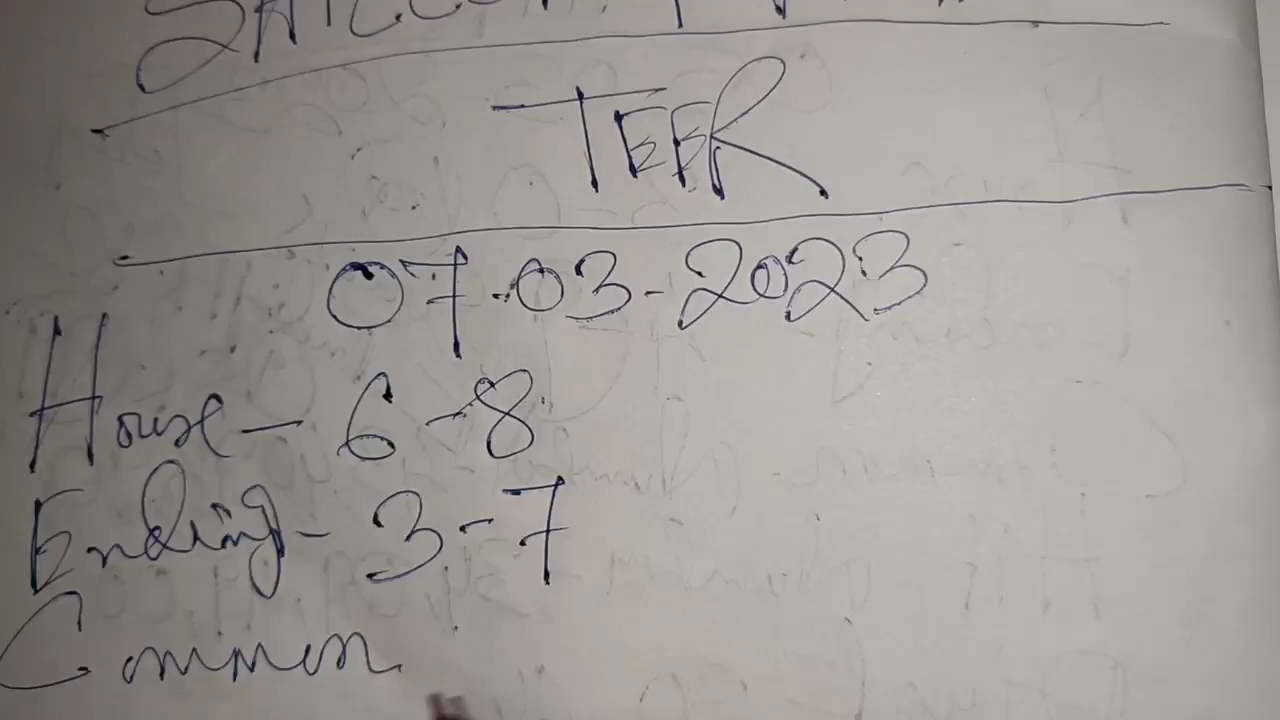 TEER
07-03-2023
House - 6 - 8
Ending - 3 - 7
Common